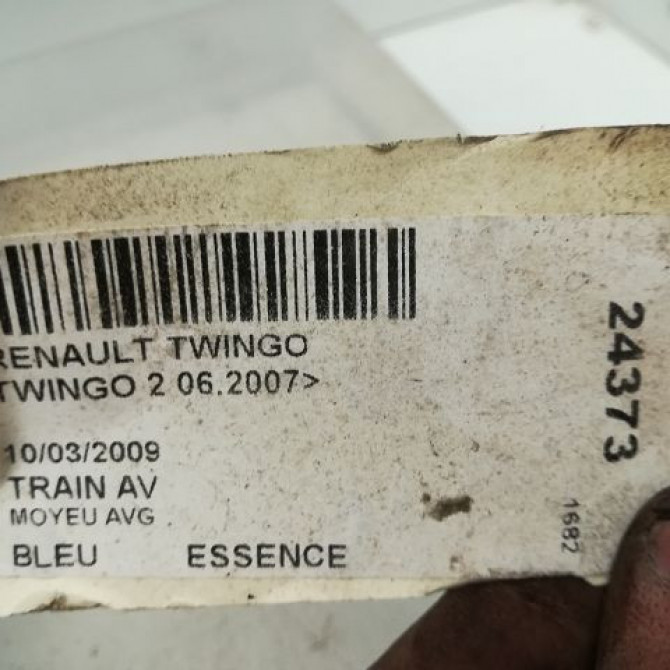 RENAULT TWINGO
TWINGO 2 06.2007>
10/03/2009
TRAIN AV
MOYEU AVG
BLEU ESSENCE
24373
1682